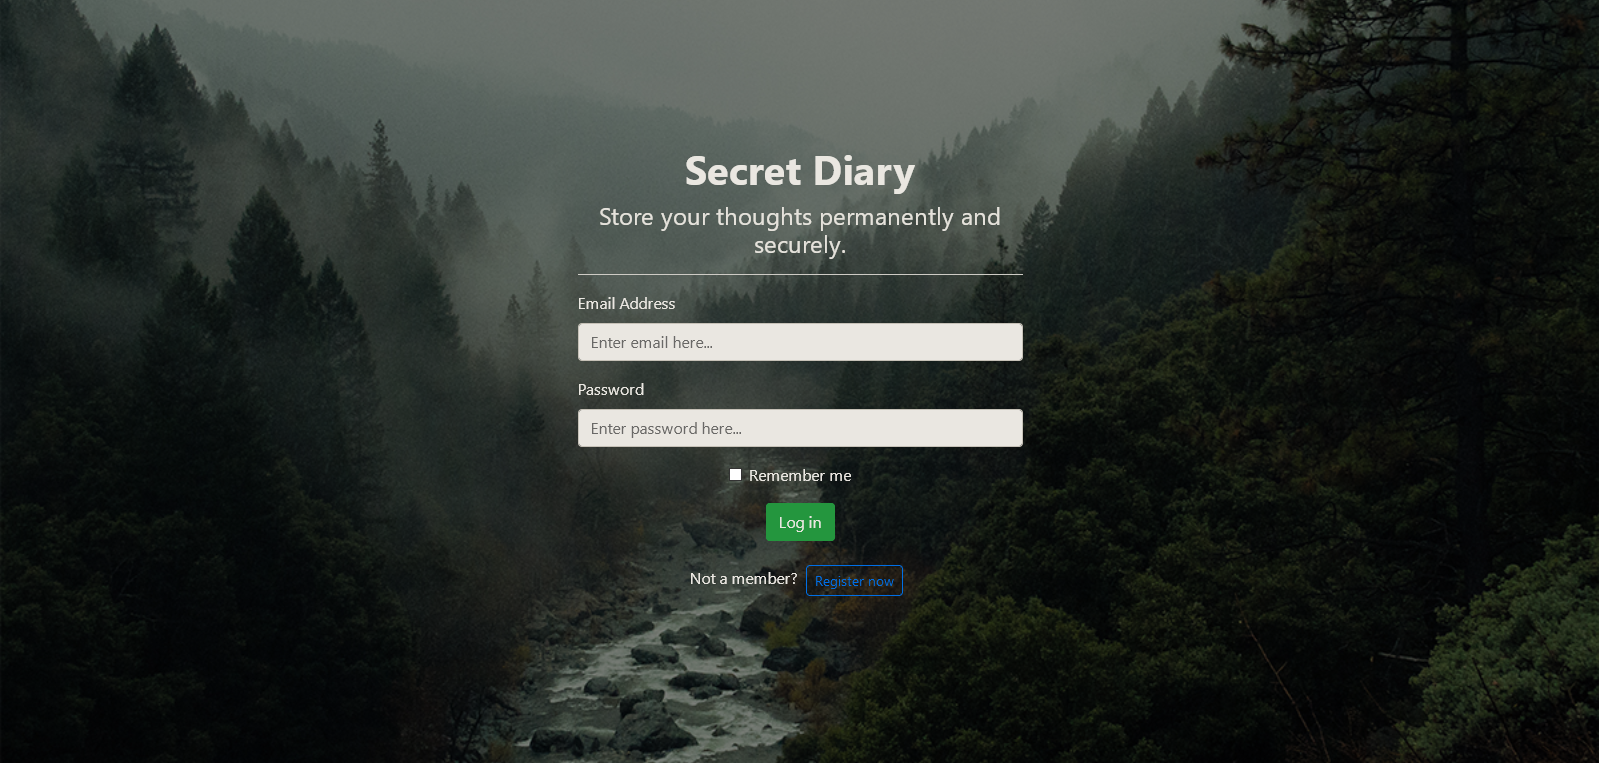 Secret Diary
Store your thoughts permanently and
securely.
Email Address
Enter email here...
Password
Enter password here...
Remember me
Log in
Not a member? Register now